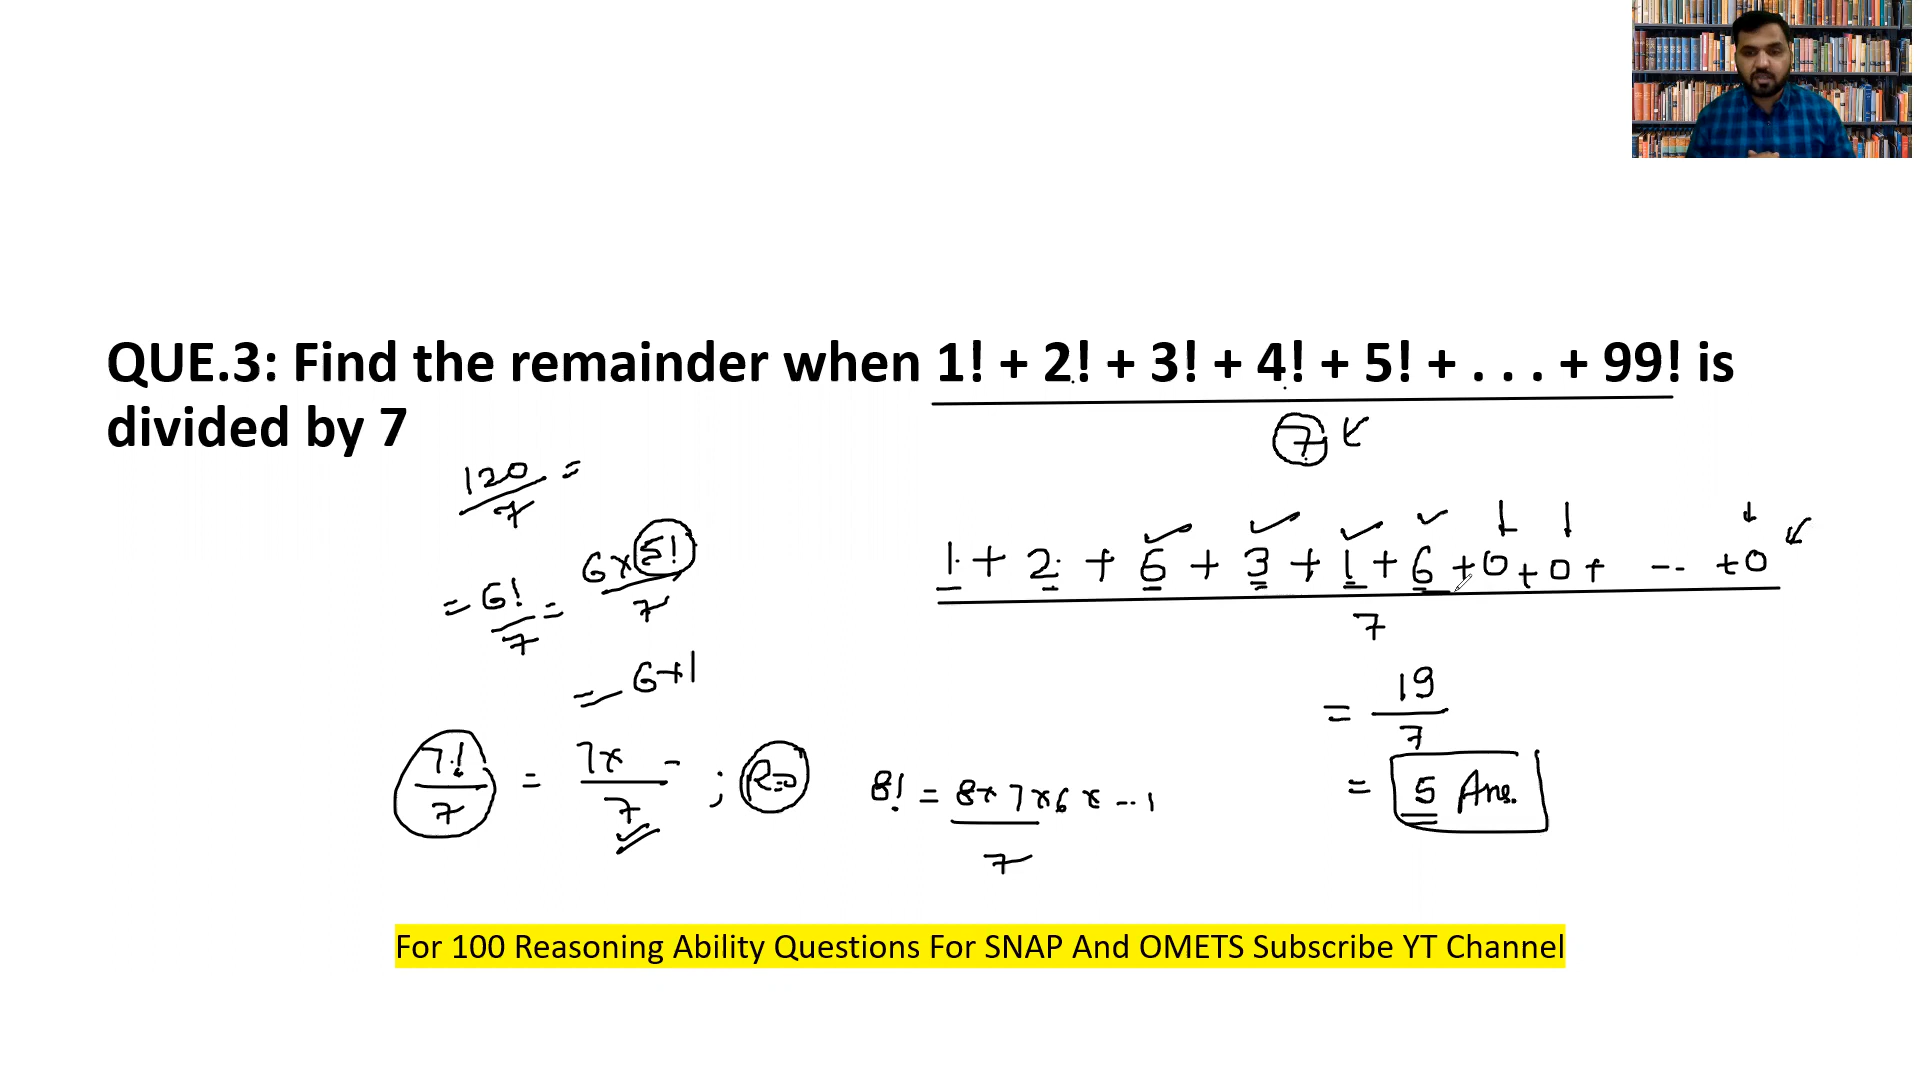 QUE.3: Find the remainder when 1! + 2! + 3! + 4! + 5! + . . . + 99! is
divided by 7
7
120/7 =
1 + 2 + 6 + 3 + 1 + 6 + 0 + 0 + -- + 0
7
= 6!/7 = 6 x 5!/7
= 6 x 1
= 19/7
7!/7 = 7x -/7 ; R=0
8! = 8 x 7 x 6 x -- 1
7
= 5 Ans.
For 100 Reasoning Ability Questions For SNAP And OMETS Subscribe YT Channel